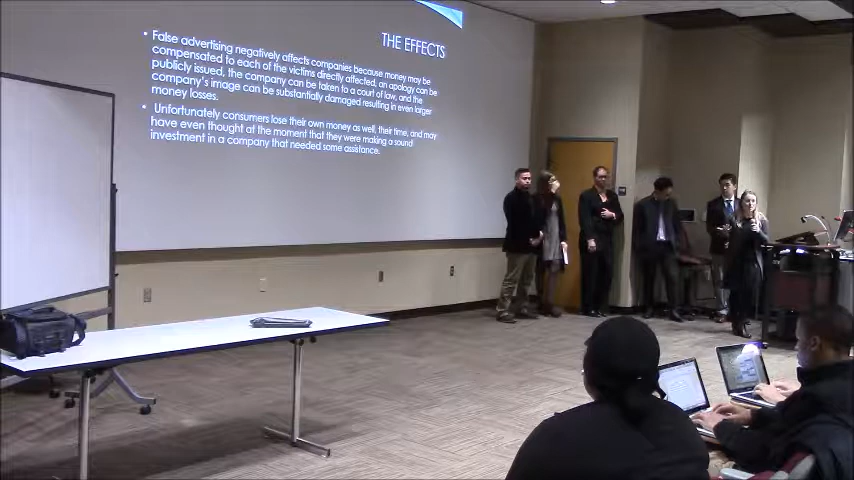 THE EFFECTS
• False advertising negatively affects companies because money may be
compensated to each of the victims directly affected, an apology can be
publicly issued, the company can be taken to a court of law, and the
company's image can be substantially damaged resulting in even larger
money losses.
• Unfortunately consumers lose their own money as well, their time, and may
have even thought at the moment that they were making a sound
investment in a company that needed some assistance.